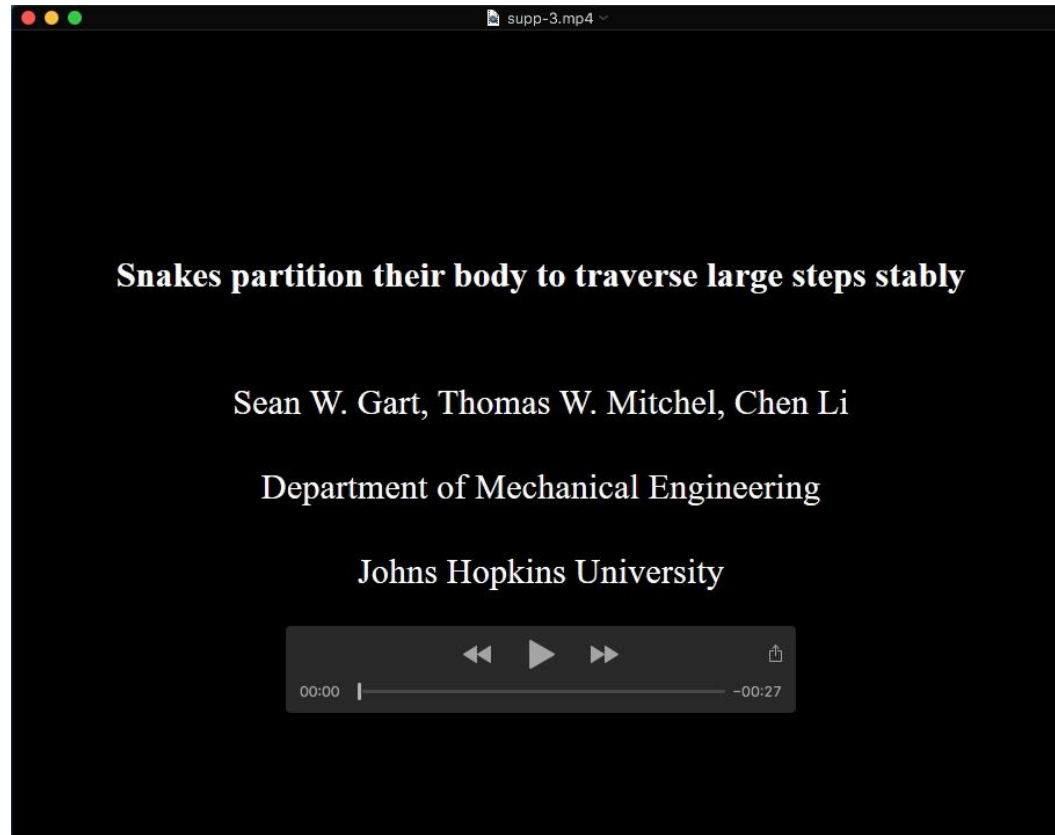 supp-3.mp4
Snakes partition their body to traverse large steps stably
Sean W. Gart, Thomas W. Mitchel, Chen Li
Department of Mechanical Engineering
Johns Hopkins University
00:00
-00:27